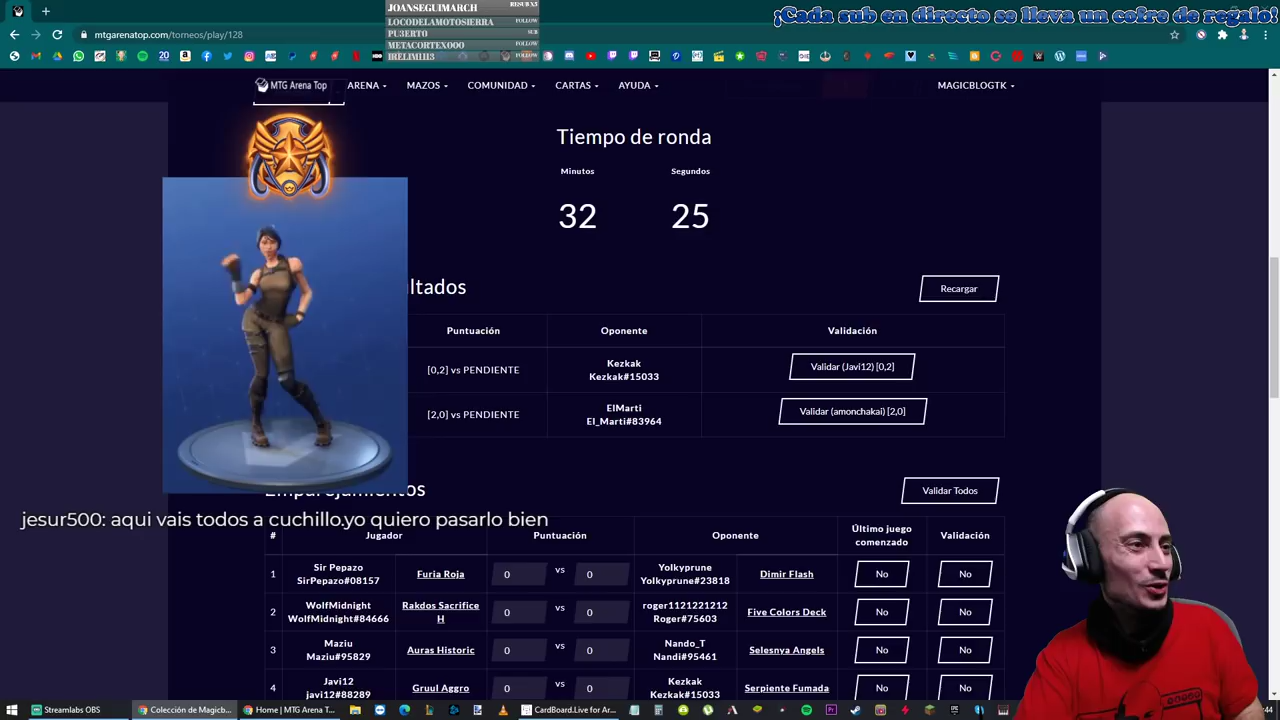 JOANSEGUIMARCH RESUB X5
LOCODELAMOTOSIERRA FOLLOW
PU3ERTO SUB
METACORTEXOOO FOLLOW
FOLLOW
¡Cada sub en directo se lleva un cofre de regalo!
mtgarenatop.com/torneos/play/128
MTG Arena Top ARENA MAZOS COMUNIDAD CARTAS AYUDA MAGICBLOGTK
Tiempo de ronda
Minutos Segundos
32 25
ltados Recargar
Puntuación Oponente Validación
[0,2] vs PENDIENTE Kezkak Kezkak#15033 Validar (Javi12) [0,2]
[2,0] vs PENDIENTE ElMarti El_Marti#83964 Validar (amonchakai) [2,0]
Emparejamientos Validar Todos
jesur500: aqui vais todos a cuchillo.yo quiero pasarlo bien
# Jugador Puntuación Oponente Último juego comenzado Validación
1 Sir Pepazo SirPepazo#08157 Furia Roja 0 vs 0 Yolkyprune Yolkyprune#23818 Dimir Flash No No
2 WolfMidnight WolfMidnight#84666 Rakdos Sacrifice H 0 vs 0 roger1121221212 Roger#75603 Five Colors Deck No No
3 Maziu Maziu#95829 Auras Historic 0 vs 0 Nando_T Nandi#95461 Selesnya Angels No No
4 Javi12 javi12#88289 Gruul Aggro 0 vs 0 Kezkak Kezkak#15033 Serpiente Fumada No No
Streamlabs OBS Colección de Magicb... Home | MTG Arena T... CardBoard.Live for Ar...